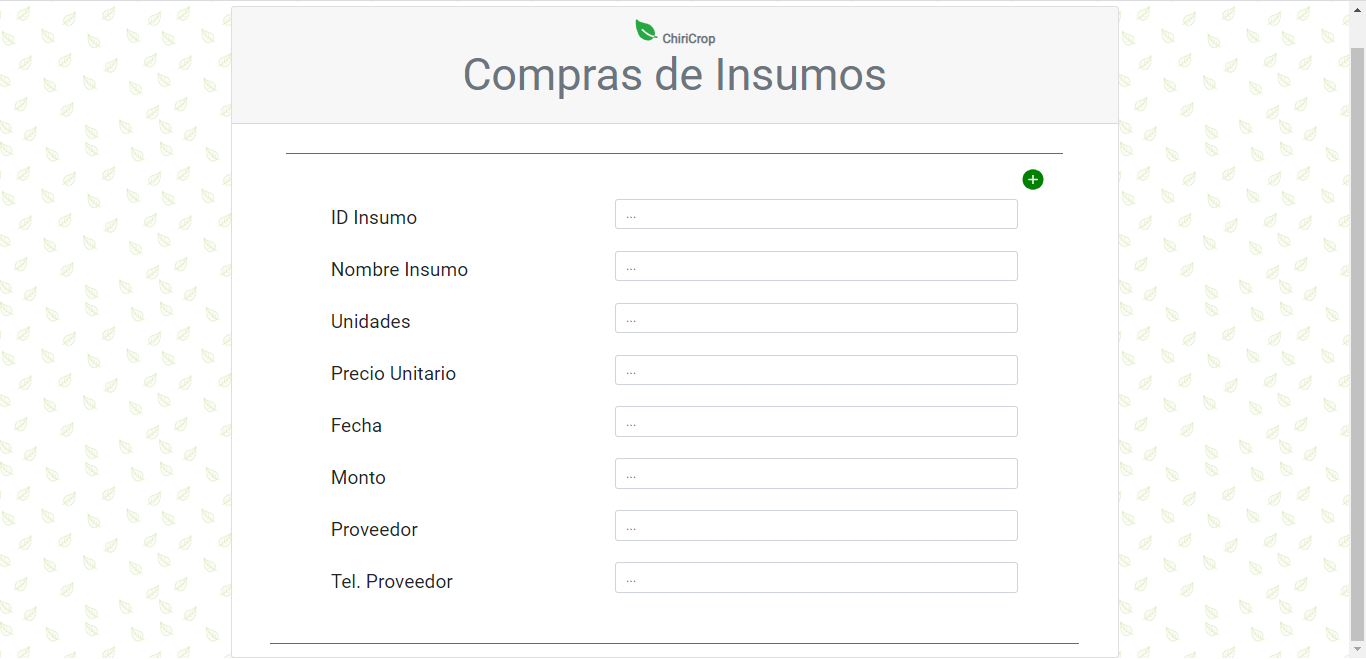 ChiriCrop
Compras de Insumos
ID Insumo ...
Nombre Insumo ...
Unidades ...
Precio Unitario ...
Fecha ...
Monto ...
Proveedor ...
Tel. Proveedor ...